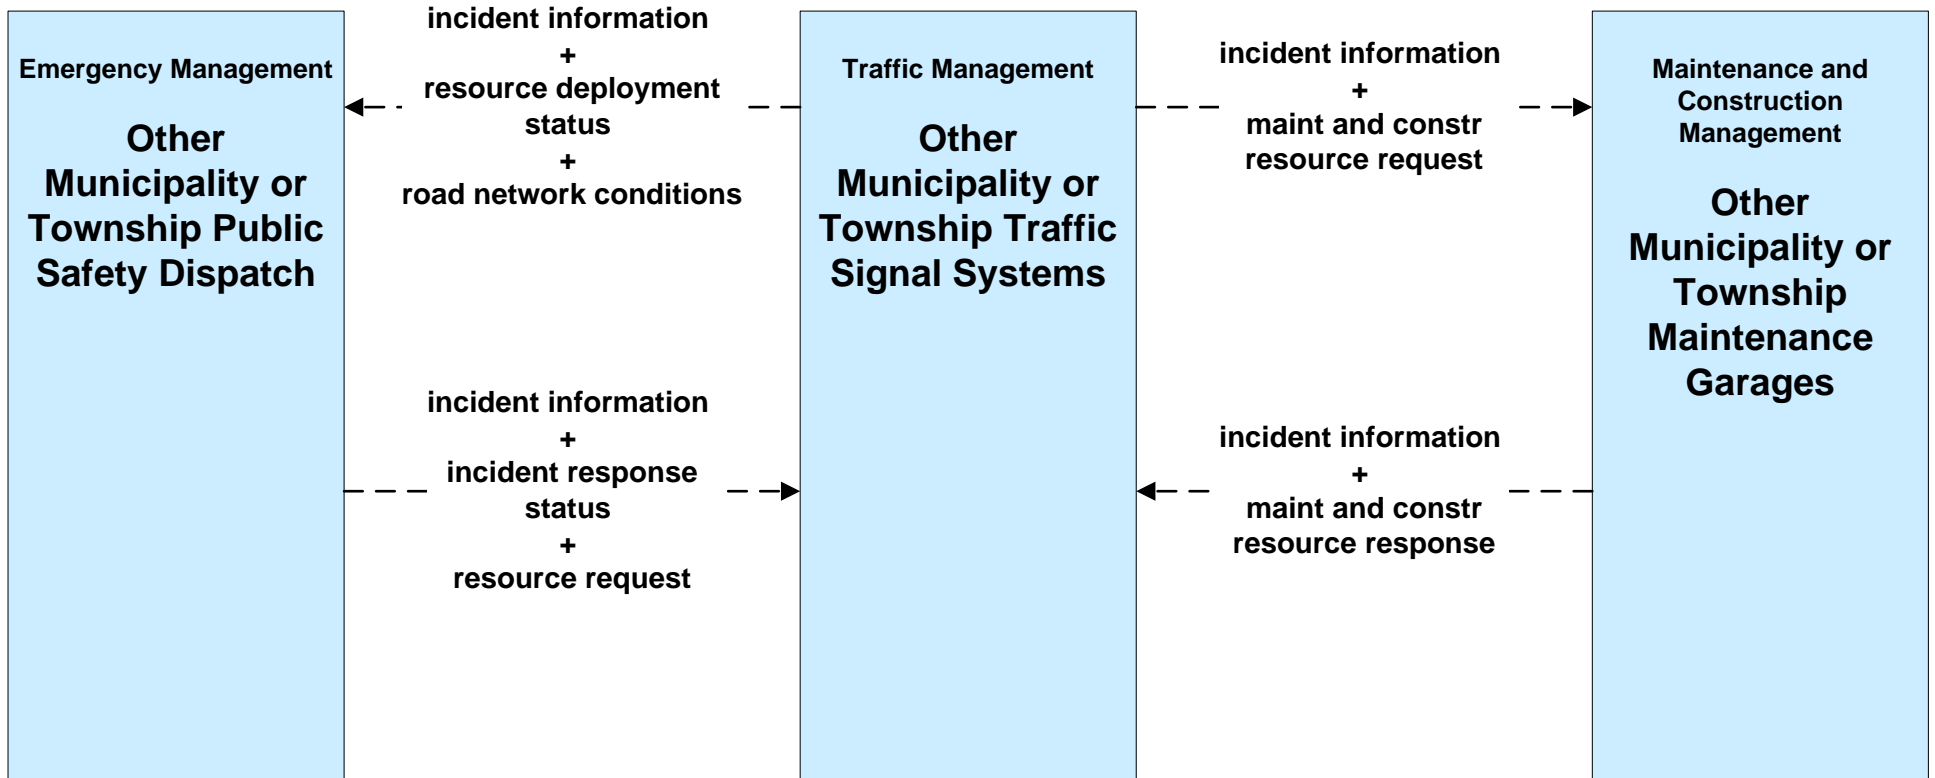 Emergency Management
Other
Municipality or
Township Public
Safety Dispatch
incident information
+
resource deployment
status
+
road network conditions
incident information
+
incident response
status
+
resource request
Traffic Management
Other
Municipality or
Township Traffic
Signal Systems
incident information
+
maint and constr
resource request
incident information
+
maint and constr
resource response
Maintenance and
Construction
Management
Other
Municipality or
Township
Maintenance
Garages